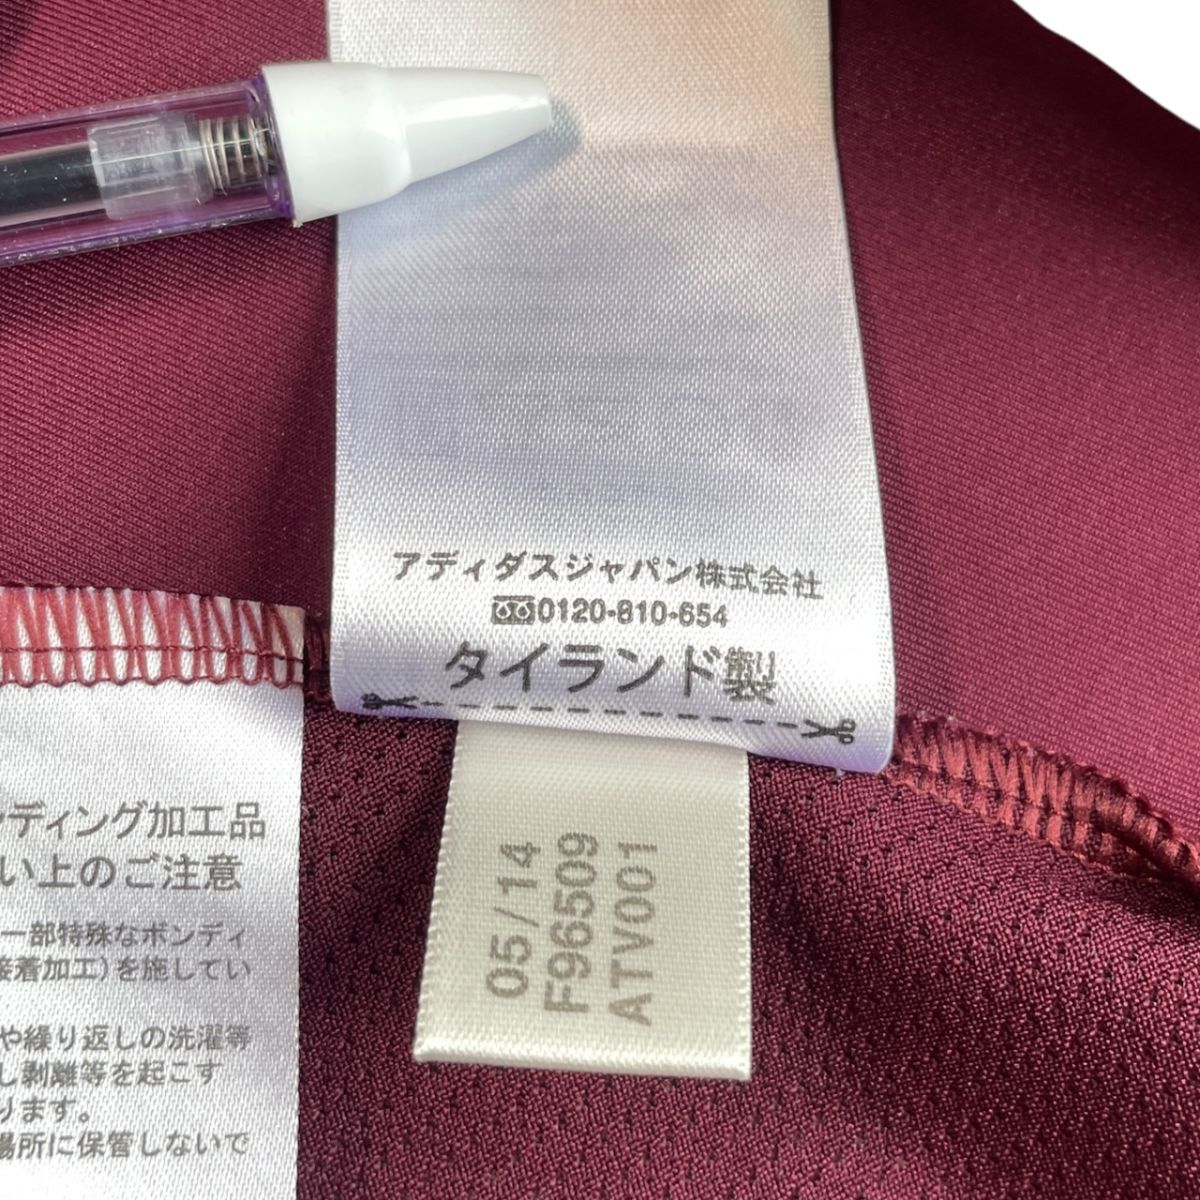 アディダスジャパン株式会社
0120-810-654
タイランド製
05/14
F96509
ATV001
ディング加工品
い上のご注意
一部特殊なボンディ
接着加工)を施してい
や繰り返しの洗濯等
し剥離等を起こす
ります。
場所に保管しないで